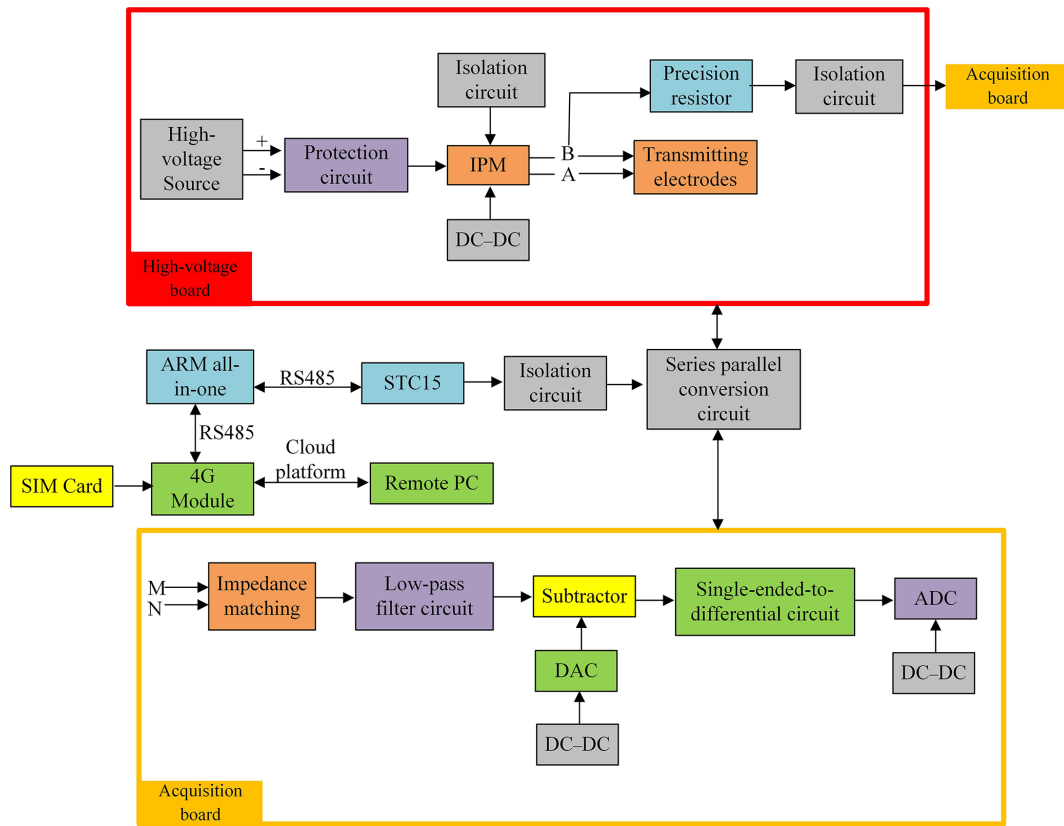 Isolation
circuit
Precision
resistor
Isolation
circuit
Acquisition
board
High-
voltage
Source
+
-
Protection
circuit
IPM
B
A
Transmitting
electrodes
DC–DC
High-voltage
board
ARM all-
in-one
RS485
STC15
Isolation
circuit
Series parallel
conversion
circuit
RS485
SIM Card
4G
Module
Cloud
platform
Remote PC
M
N
Impedance
matching
Low-pass
filter circuit
Subtractor
Single-ended-to-
differential circuit
ADC
DAC
DC–DC
DC–DC
Acquisition
board